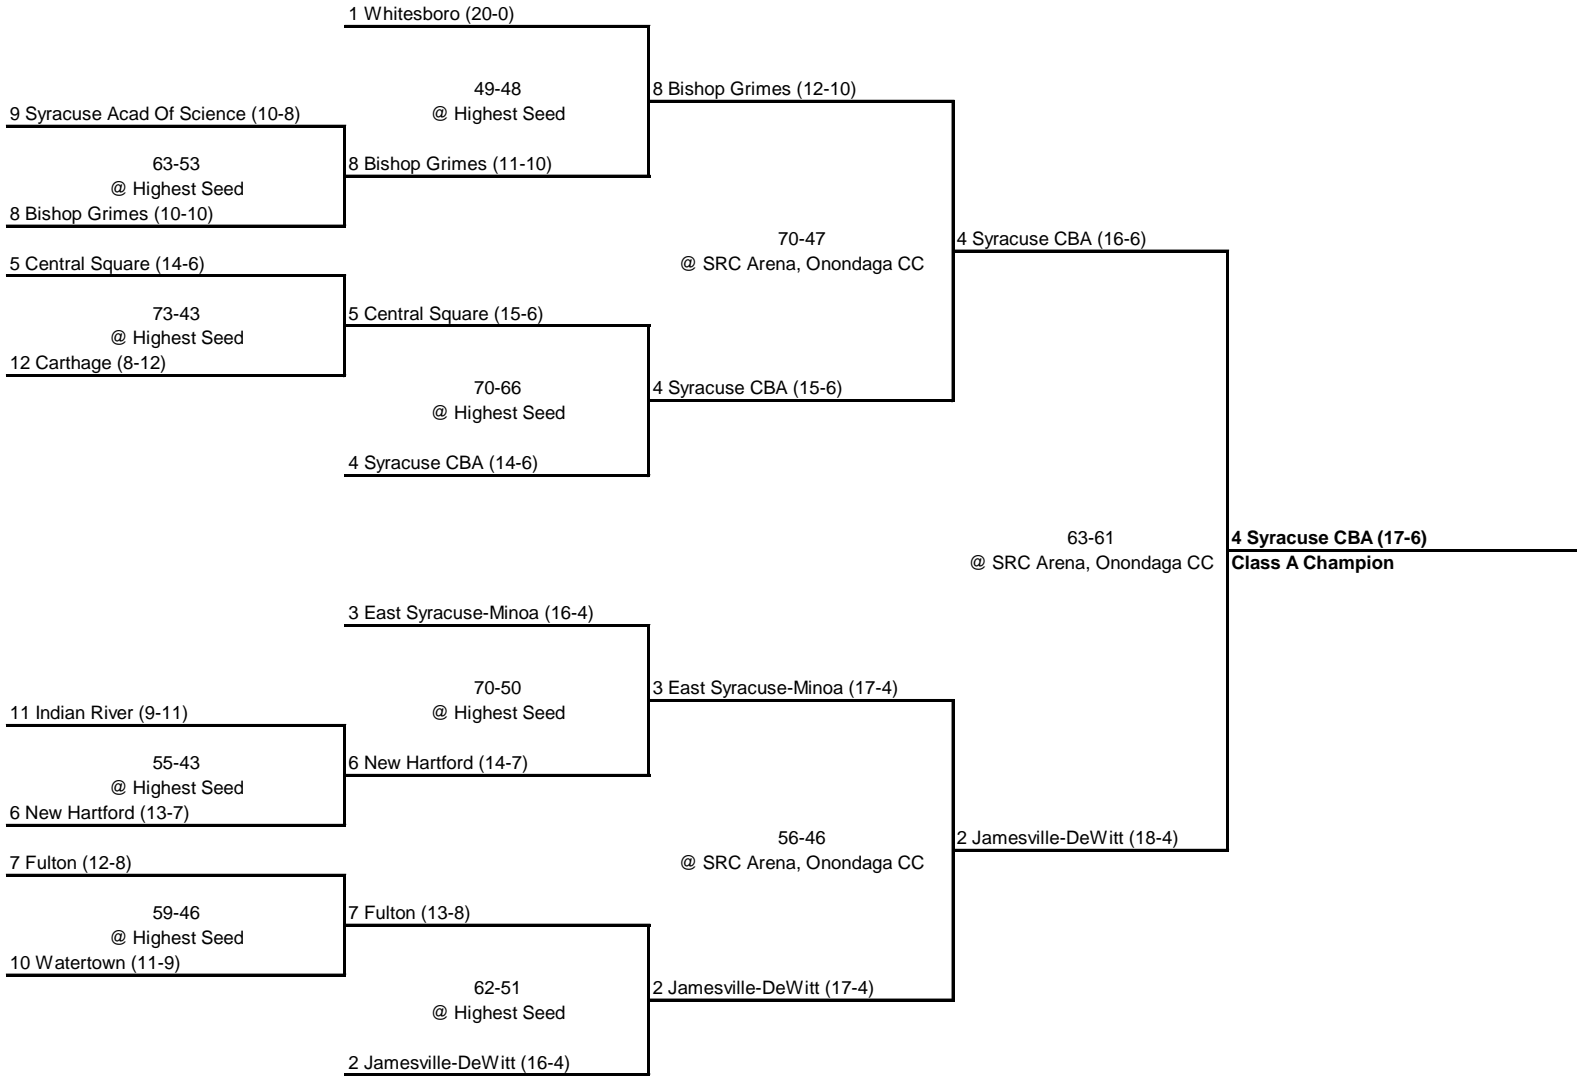 1 Whitesboro (20-0)
49-48
@ Highest Seed
8 Bishop Grimes (12-10)
9 Syracuse Acad Of Science (10-8)
63-53
@ Highest Seed
8 Bishop Grimes (11-10)
8 Bishop Grimes (10-10)
70-47
@ SRC Arena, Onondaga CC
4 Syracuse CBA (16-6)
5 Central Square (14-6)
73-43
@ Highest Seed
5 Central Square (15-6)
12 Carthage (8-12)
70-66
@ Highest Seed
4 Syracuse CBA (15-6)
4 Syracuse CBA (14-6)
63-61
@ SRC Arena, Onondaga CC
4 Syracuse CBA (17-6)
Class A Champion
3 East Syracuse-Minoa (16-4)
70-50
@ Highest Seed
3 East Syracuse-Minoa (17-4)
11 Indian River (9-11)
55-43
@ Highest Seed
6 New Hartford (14-7)
6 New Hartford (13-7)
56-46
@ SRC Arena, Onondaga CC
2 Jamesville-DeWitt (18-4)
7 Fulton (12-8)
59-46
@ Highest Seed
7 Fulton (13-8)
10 Watertown (11-9)
62-51
@ Highest Seed
2 Jamesville-DeWitt (17-4)
2 Jamesville-DeWitt (16-4)